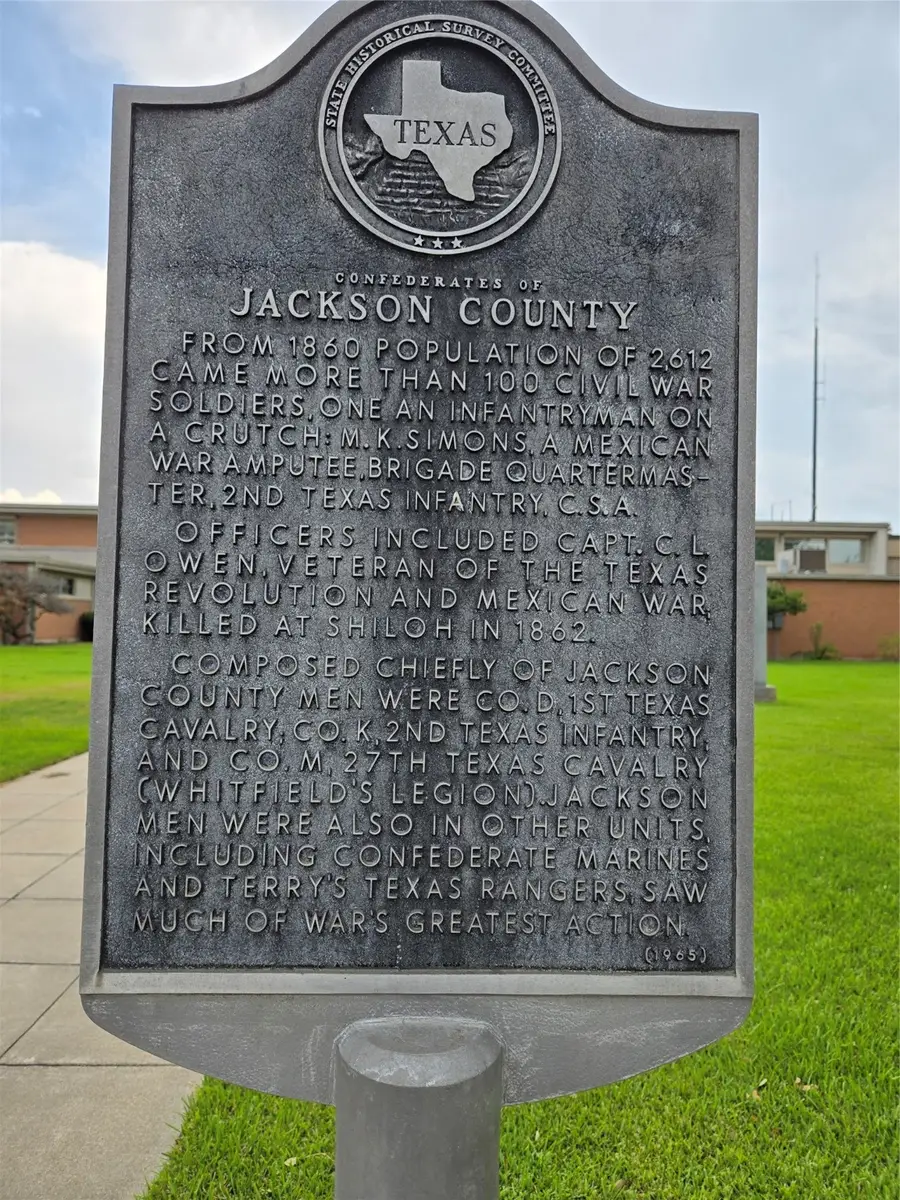 STATE HISTORICAL SURVEY COMMITTEE
TEXAS
CONFEDERATES OF
JACKSON COUNTY
FROM 1860 POPULATION OF 2,612
CAME MORE THAN 100 CIVIL WAR
SOLDIERS, ONE AN INFANTRYMAN ON
A CRUTCH: M. K. SIMONS, A MEXICAN
WAR AMPUTEE, BRIGADE QUARTERMAS-
TER, 2ND TEXAS INFANTRY, C.S.A.
OFFICERS INCLUDED CAPT. C. L.
OWEN, VETERAN OF THE TEXAS
REVOLUTION AND MEXICAN WAR,
KILLED AT SHILOH IN 1862.
COMPOSED CHIEFLY OF JACKSON
COUNTY MEN WERE CO. D, 1ST TEXAS
CAVALRY, CO. K, 2ND TEXAS INFANTRY,
AND CO. M, 27TH TEXAS CAVALRY
(WHITFIELD'S LEGION). JACKSON
MEN WERE ALSO IN OTHER UNITS,
INCLUDING CONFEDERATE MARINES
AND TERRY'S TEXAS RANGERS, SAW
MUCH OF WAR'S GREATEST ACTION.
(1965)